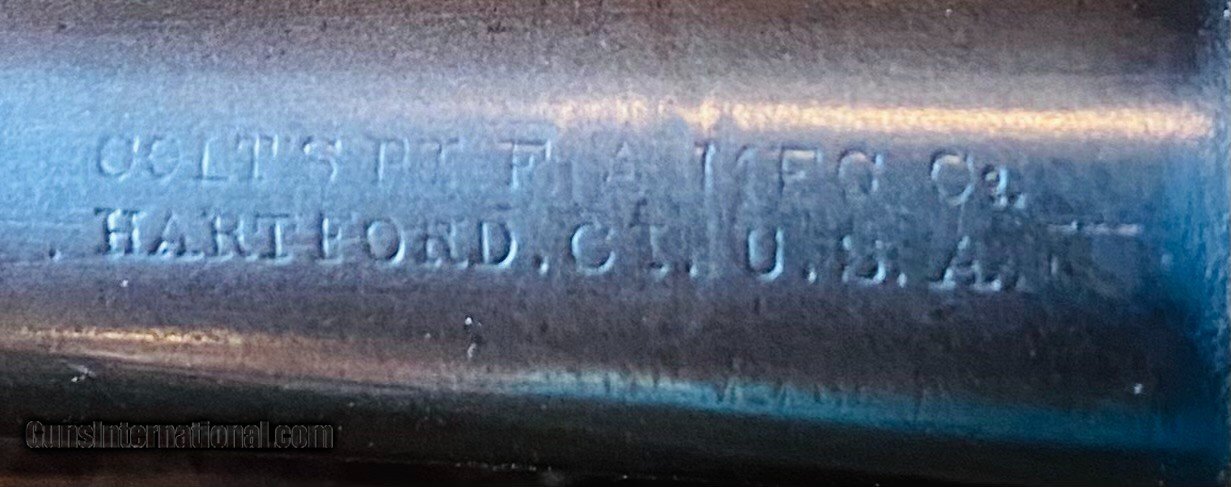 COLT'S PT. F. A. MFG. Co.
HARTFORD, CT. U.S.A.
GunsInternational.com